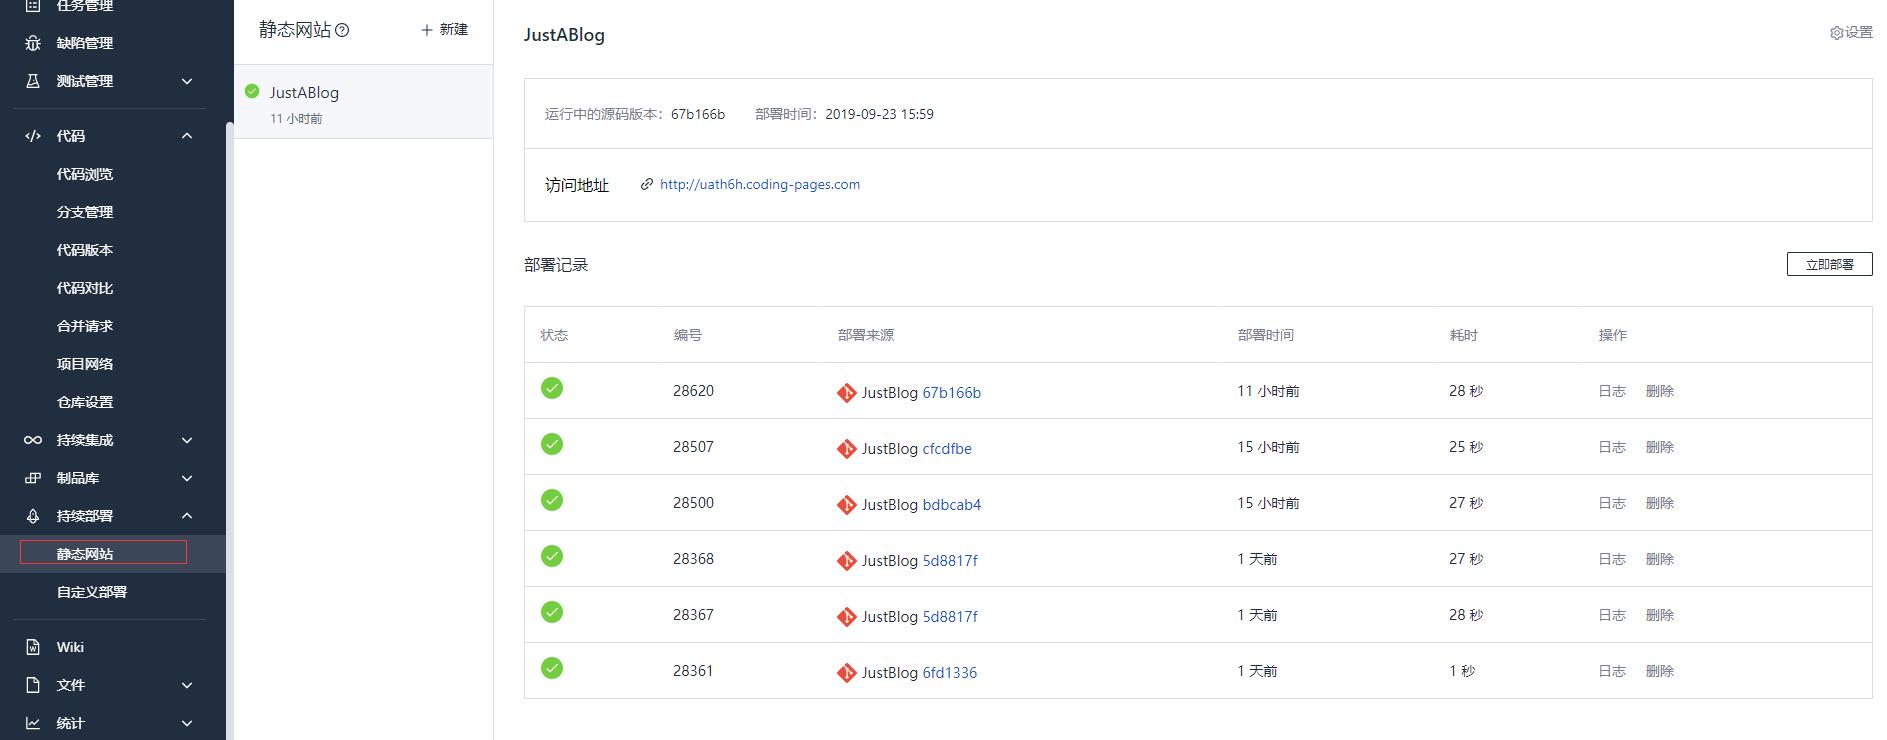 任务管理
缺陷管理
测试管理
代码
代码浏览
分支管理
代码版本
代码对比
合并请求
项目网络
仓库设置
持续集成
制品库
持续部署
静态网站
自定义部署
Wiki
文件
统计
静态网站 新建
JustABlog
11 小时前
JustABlog
设置
运行中的源码版本：67b166b 部署时间：2019-09-23 15:59
访问地址 http://uath6h.coding-pages.com
部署记录
立即部署
状态 编号 部署来源 部署时间 耗时 操作
28620 JustBlog 67b166b 11 小时前 28 秒 日志 删除
28507 JustBlog cfcdfbe 15 小时前 25 秒 日志 删除
28500 JustBlog bdbcab4 15 小时前 27 秒 日志 删除
28368 JustBlog 5d8817f 1 天前 27 秒 日志 删除
28367 JustBlog 5d8817f 1 天前 28 秒 日志 删除
28361 JustBlog 6fd1336 1 天前 1 秒 日志 删除